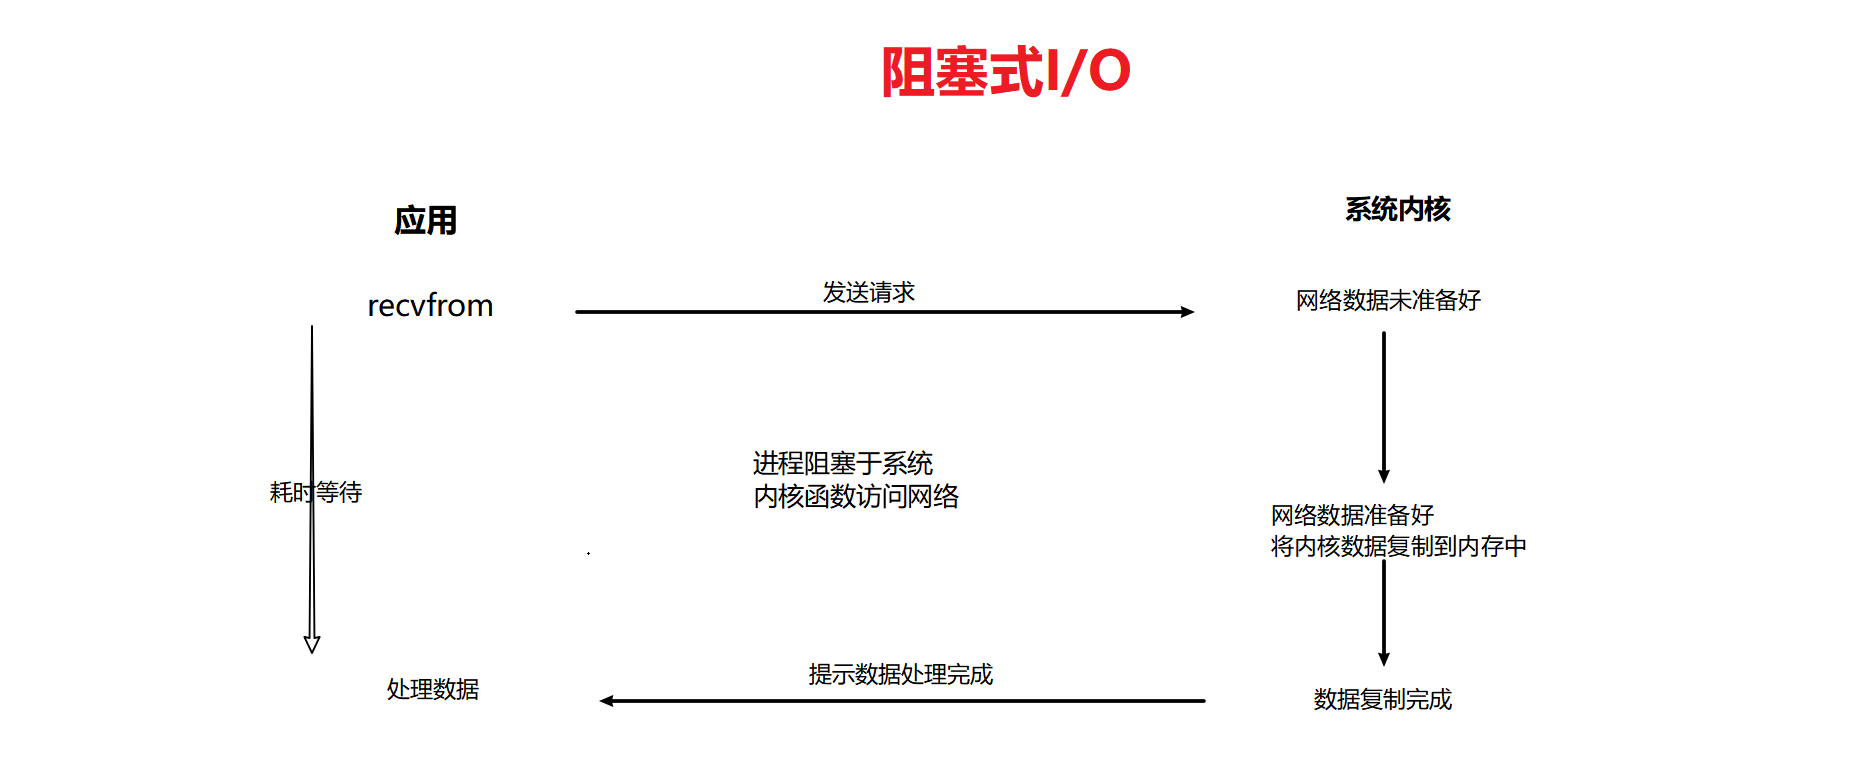 阻塞式I/O
应用
系统内核
recvfrom
发送请求
网络数据未准备好
耗时等待
进程阻塞于系统
内核函数访问网络
网络数据准备好
将内核数据复制到内存中
处理数据
提示数据处理完成
数据复制完成